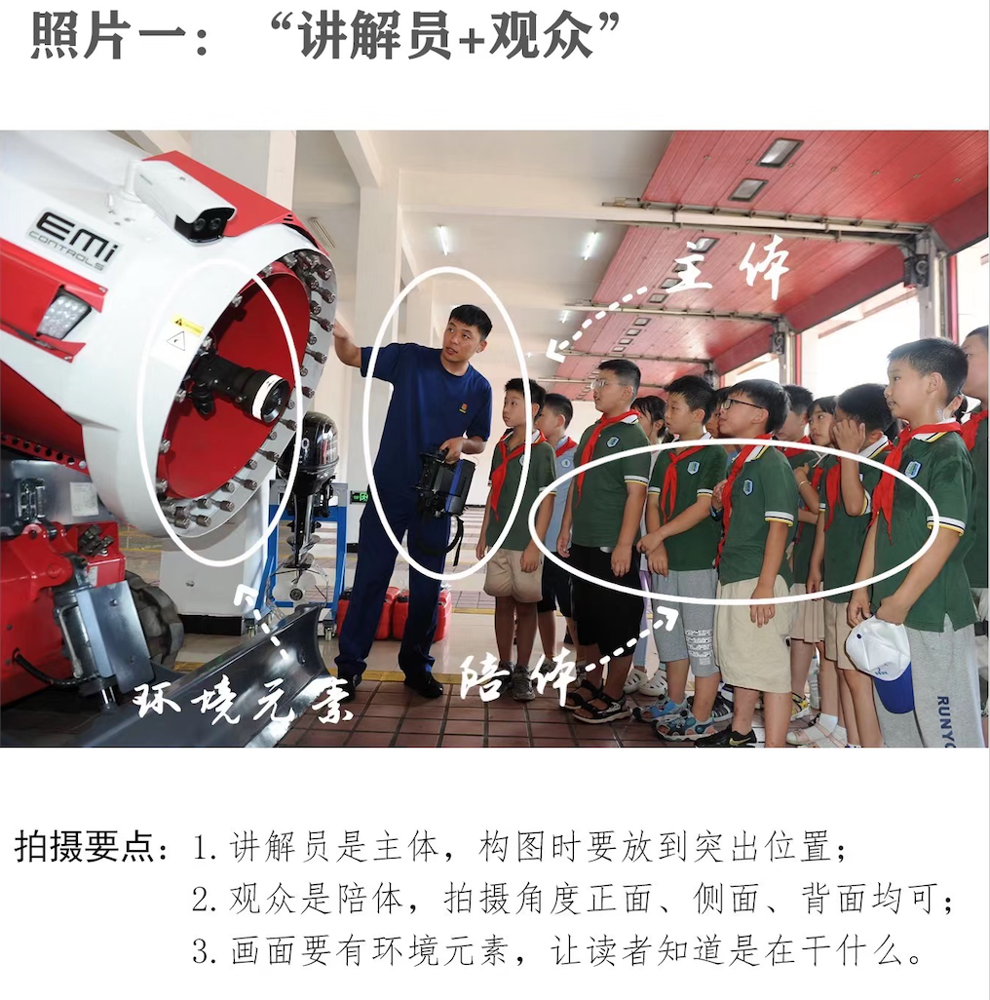 照片一：“讲解员+观众”
EMi
CONTROLS
主体
环境元素
陪体
RUNYO
拍摄要点：1.讲解员是主体，构图时要放到突出位置；
2.观众是陪体，拍摄角度正面、侧面、背面均可；
3.画面要有环境元素，让读者知道是在干什么。